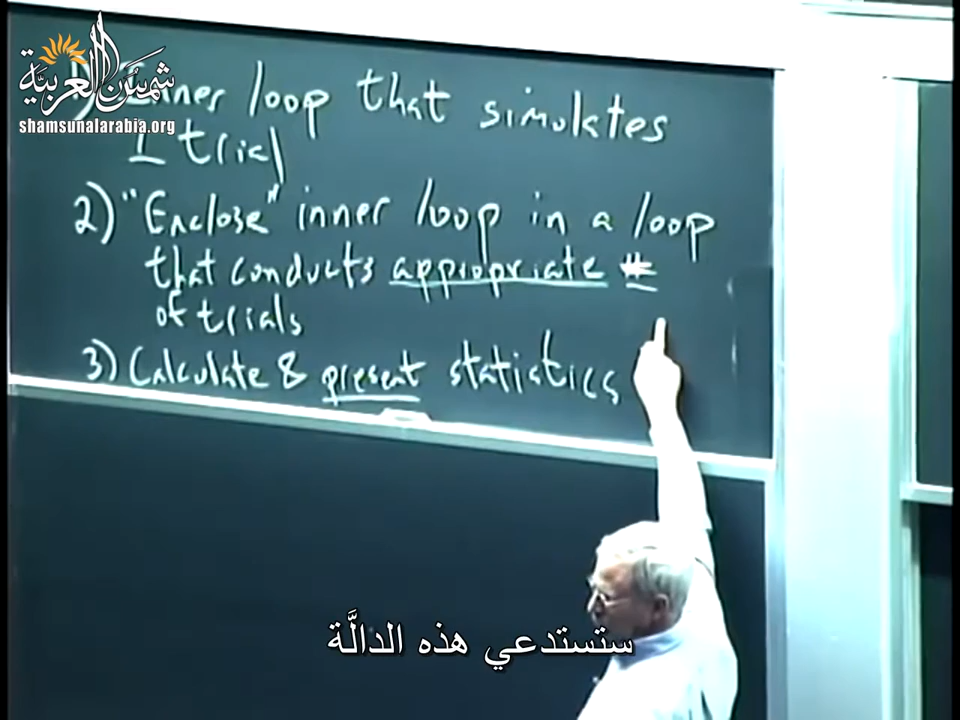 شمس العربية
shamsunalarabia.org
1) Inner loop that simulates
1 trial
2) "Enclose" inner loop in a loop
that conducts appropriate #
of trials
3) Calculate & present statistics
ستستدعي هذه الدالَّة